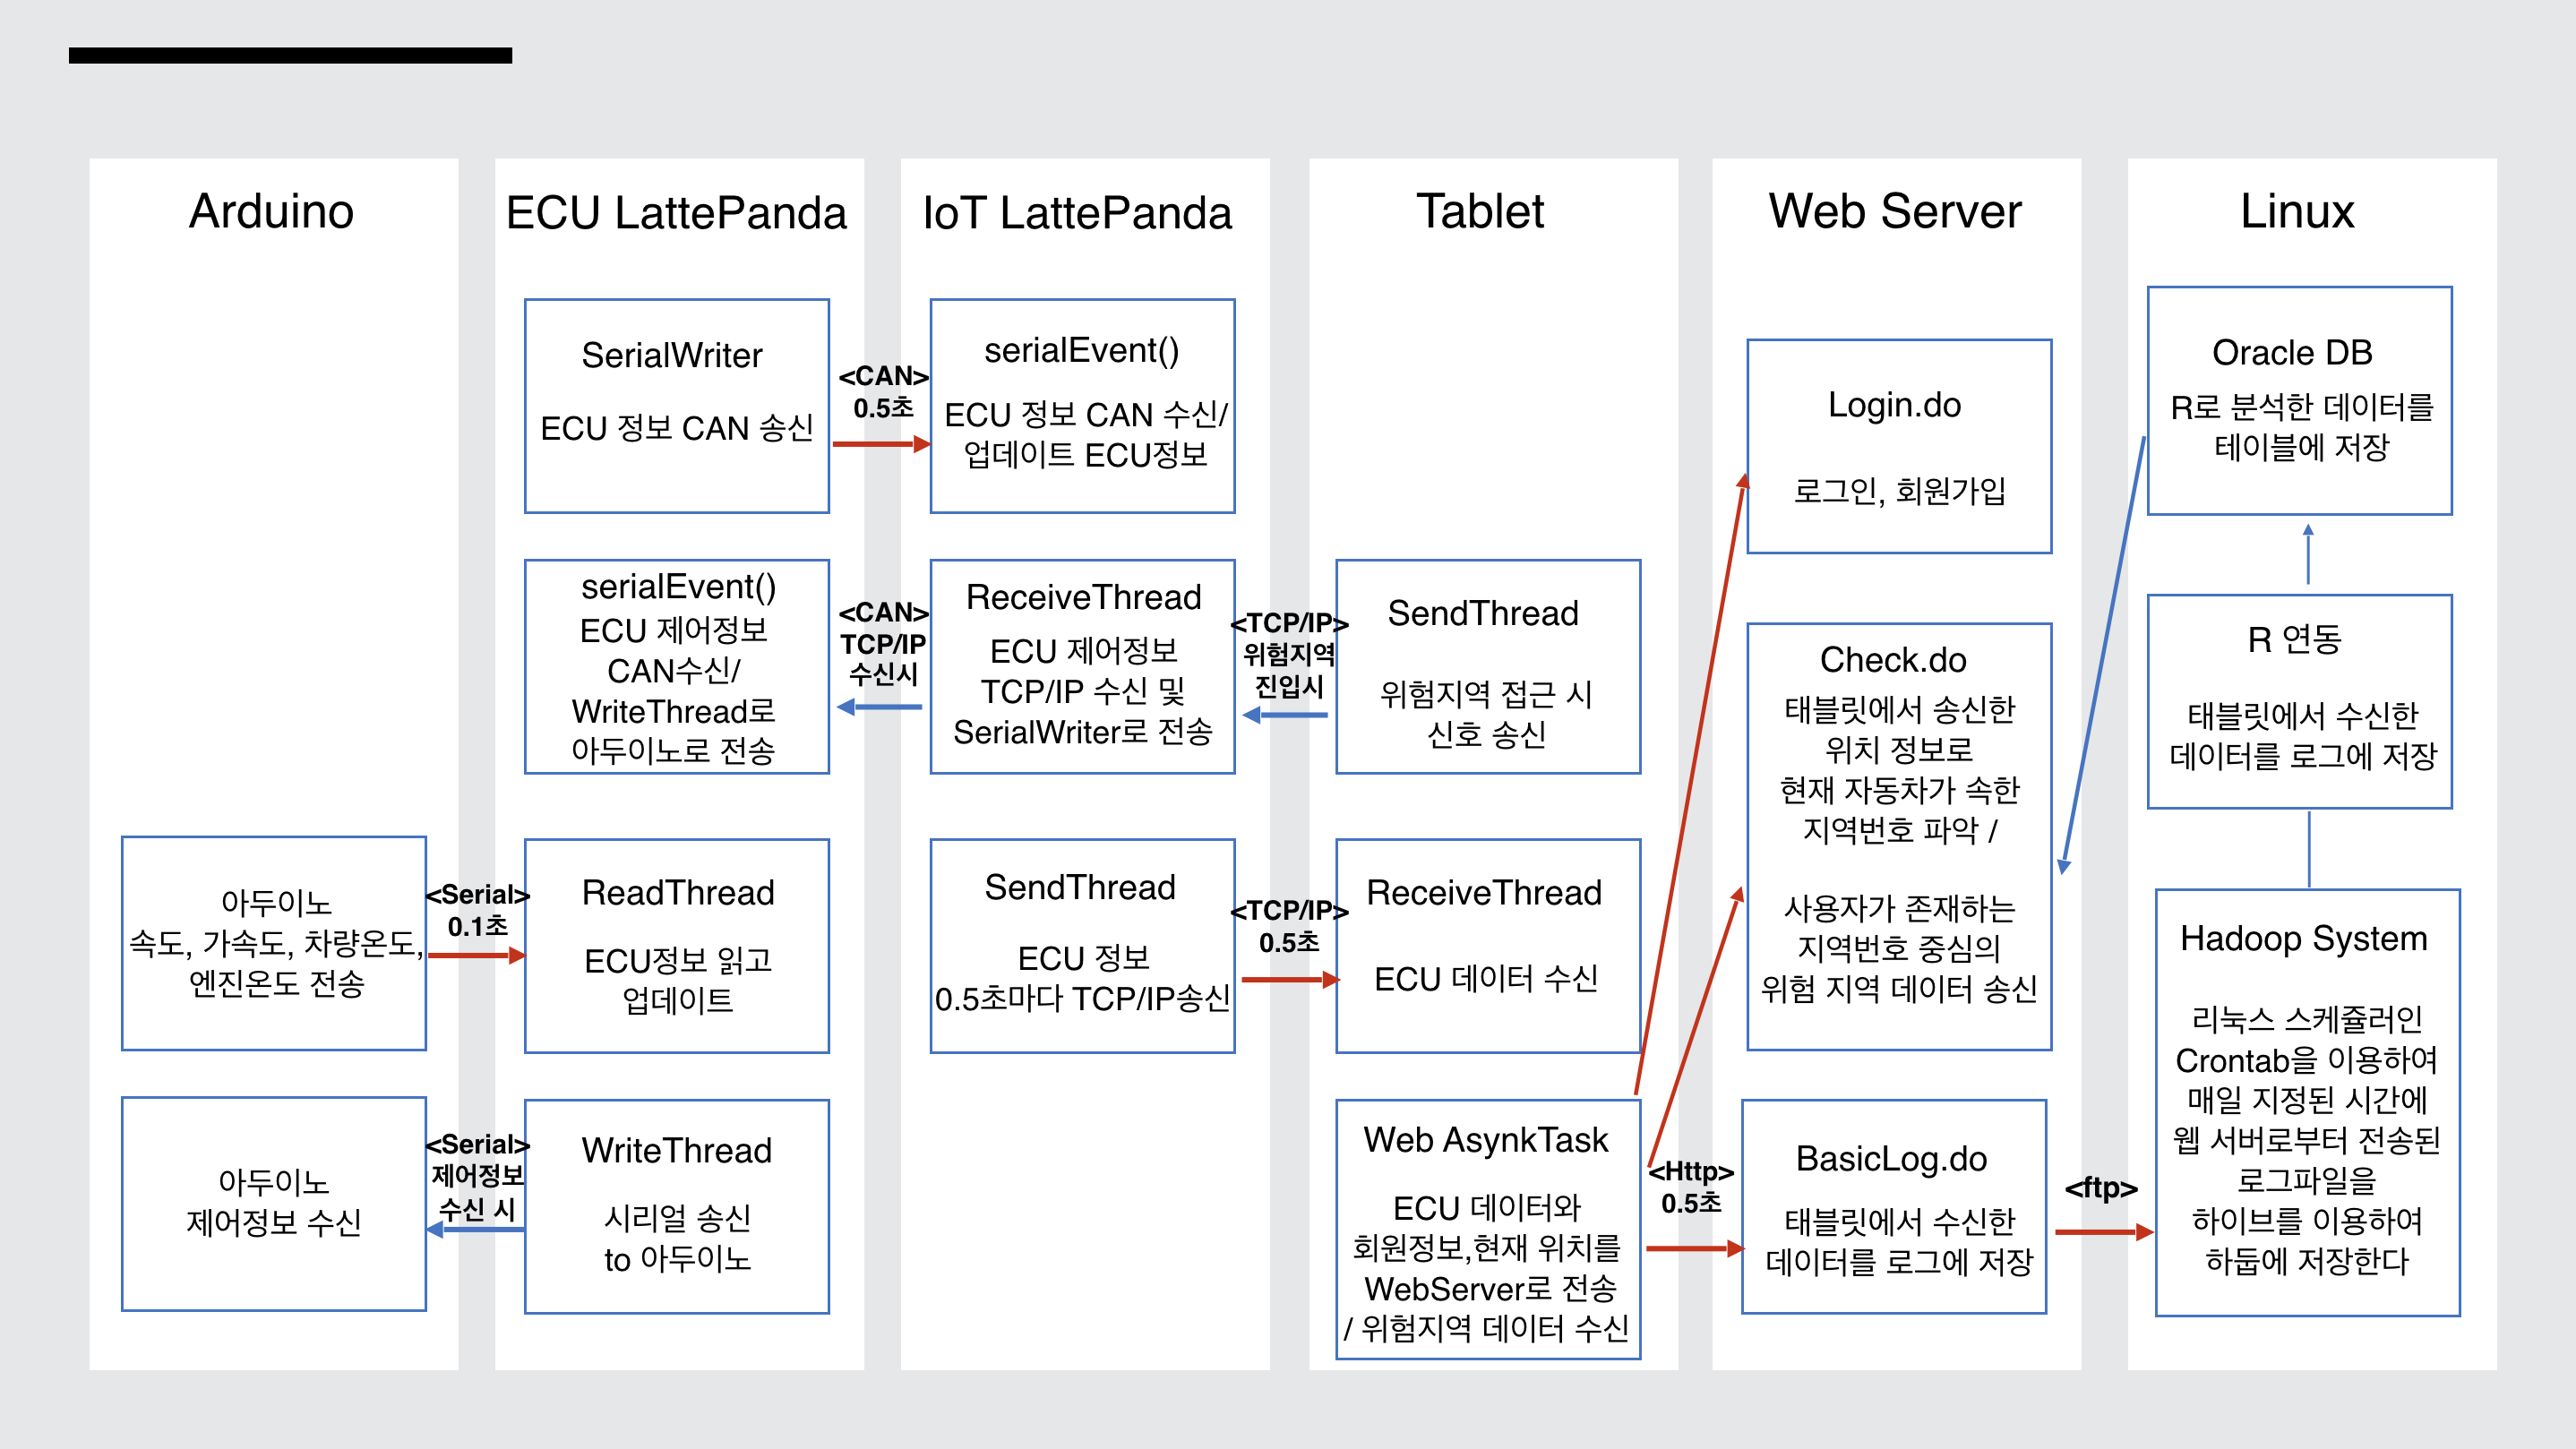 Arduino
아두이노
속도, 가속도, 차량온도,
엔진온도 전송
<Serial>
0.1초
아두이노
제어정보 수신
<Serial>
제어정보
수신 시
ECU LattePanda
SerialWriter
ECU 정보 CAN 송신
<CAN>
0.5초
serialEvent()
ECU 제어정보
CAN수신/
WriteThread로
아두이노로 전송
<CAN>
TCP/IP
수신시
ReadThread
ECU정보 읽고
업데이트
WriteThread
시리얼 송신
to 아두이노
IoT LattePanda
serialEvent()
ECU 정보 CAN 수신/
업데이트 ECU정보
ReceiveThread
ECU 제어정보
TCP/IP 수신 및
SerialWriter로 전송
<TCP/IP>
위험지역
진입시
SendThread
ECU 정보
0.5초마다 TCP/IP송신
<TCP/IP>
0.5초
Tablet
SendThread
위험지역 접근 시
신호 송신
ReceiveThread
ECU 데이터 수신
Web AsynkTask
ECU 데이터와
회원정보,현재 위치를
WebServer로 전송
/ 위험지역 데이터 수신
<Http>
0.5초
Web Server
Login.do
로그인, 회원가입
Check.do
태블릿에서 송신한
위치 정보로
현재 자동차가 속한
지역번호 파악 /
사용자가 존재하는
지역번호 중심의
위험 지역 데이터 송신
BasicLog.do
태블릿에서 수신한
데이터를 로그에 저장
<ftp>
Linux
Oracle DB
R로 분석한 데이터를
테이블에 저장
R 연동
태블릿에서 수신한
데이터를 로그에 저장
Hadoop System
리눅스 스케쥴러인
Crontab을 이용하여
매일 지정된 시간에
웹 서버로부터 전송된
로그파일을
하이브를 이용하여
하둡에 저장한다